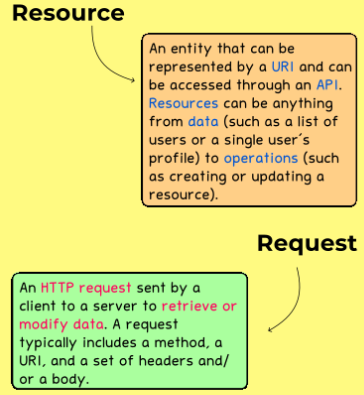 Resource
An entity that can be
represented by a URI and can
be accessed through an API.
Resources can be anything
from data (such as a list of
users or a single user´s
profile) to operations (such
as creating or updating a
resource).
Request
An HTTP request sent by a
client to a server to retrieve or
modify data. A request
typically includes a method, a
URI, and a set of headers and/
or a body.